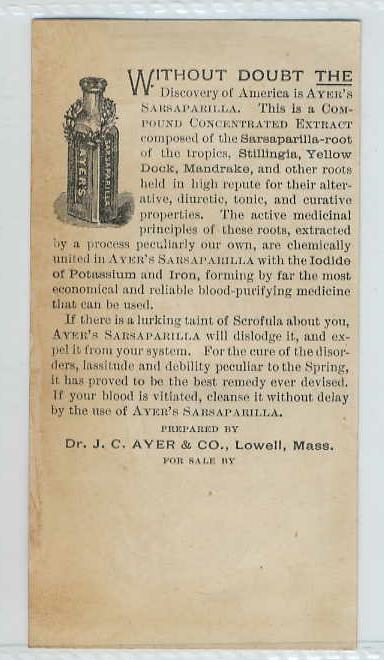 WITHOUT DOUBT THE
Discovery of America is AYER'S
SARSAPARILLA. This is a COM-
POUND CONCENTRATED EXTRACT
composed of the Sarsaparilla-root
of the tropics, Stillingia, Yellow
Dock, Mandrake, and other roots
held in high repute for their alter-
ative, diuretic, tonic, and curative
properties. The active medicinal
principles of these roots, extracted
by a process peculiarly our own, are chemically
united in AYER'S SARSAPARILLA with the Iodide
of Potassium and Iron, forming by far the most
economical and reliable blood-purifying medicine
that can be used.
If there is a lurking taint of Scrofula about you,
AYER'S SARSAPARILLA will dislodge it, and ex-
pel it from your system. For the cure of the disor-
ders, lassitude and debility peculiar to the Spring,
it has proved to be the best remedy ever devised.
If your blood is vitiated, cleanse it without delay
by the use of AYER'S SARSAPARILLA.
PREPARED BY
Dr. J. C. AYER & CO., Lowell, Mass.
FOR SALE BY
AYER'S
SARSAPARILLA